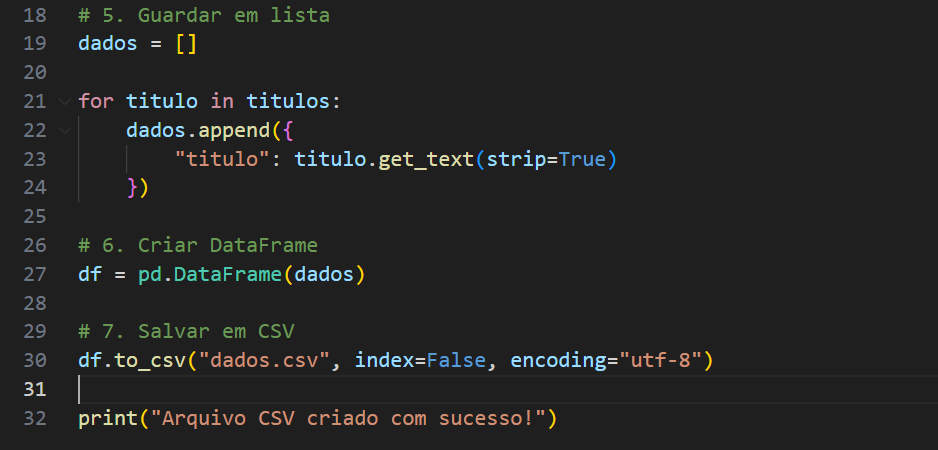 18 # 5. Guardar em lista
19 dados = []
20
21 for titulo in titulos:
22     dados.append({
23         "titulo": titulo.get_text(strip=True)
24     })
25
26 # 6. Criar DataFrame
27 df = pd.DataFrame(dados)
28
29 # 7. Salvar em CSV
30 df.to_csv("dados.csv", index=False, encoding="utf-8")
31
32 print("Arquivo CSV criado com sucesso!")